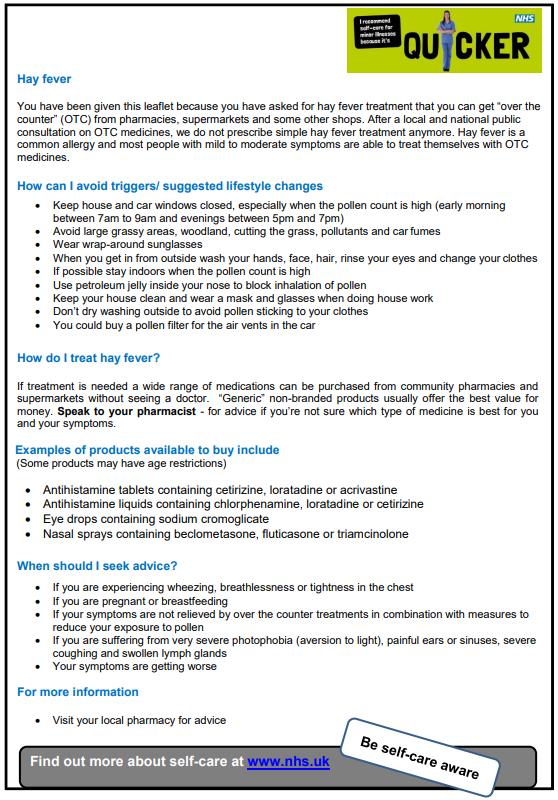 I recommend
self-care for
minor illnesses
because it's
QUICKER
NHS
Hay fever
You have been given this leaflet because you have asked for hay fever treatment that you can get "over the
counter" (OTC) from pharmacies, supermarkets and some other shops. After a local and national public
consultation on OTC medicines, we do not prescribe simple hay fever treatment anymore. Hay fever is a
common allergy and most people with mild to moderate symptoms are able to treat themselves with OTC
medicines.
How can I avoid triggers/ suggested lifestyle changes
• Keep house and car windows closed, especially when the pollen count is high (early morning
between 7am to 9am and evenings between 5pm and 7pm)
• Avoid large grassy areas, woodland, cutting the grass, pollutants and car fumes
• Wear wrap-around sunglasses
• When you get in from outside wash your hands, face, hair, rinse your eyes and change your clothes
• If possible stay indoors when the pollen count is high
• Use petroleum jelly inside your nose to block inhalation of pollen
• Keep your house clean and wear a mask and glasses when doing house work
• Don't dry washing outside to avoid pollen sticking to your clothes
• You could buy a pollen filter for the air vents in the car
How do I treat hay fever?
If treatment is needed a wide range of medications can be purchased from community pharmacies and
supermarkets without seeing a doctor. "Generic" non-branded products usually offer the best value for
money. Speak to your pharmacist - for advice if you're not sure which type of medicine is best for you
and your symptoms.
Examples of products available to buy include
(Some products may have age restrictions)
• Antihistamine tablets containing cetirizine, loratadine or acrivastine
• Antihistamine liquids containing chlorphenamine, loratadine or cetirizine
• Eye drops containing sodium cromoglicate
• Nasal sprays containing beclometasone, fluticasone or triamcinolone
When should I seek advice?
• If you are experiencing wheezing, breathlessness or tightness in the chest
• If you are pregnant or breastfeeding
• If your symptoms are not relieved by over the counter treatments in combination with measures to
reduce your exposure to pollen
• If you are suffering from very severe photophobia (aversion to light), painful ears or sinuses, severe
coughing and swollen lymph glands
• Your symptoms are getting worse
For more information
• Visit your local pharmacy for advice
Find out more about self-care at www.nhs.uk
Be self-care aware